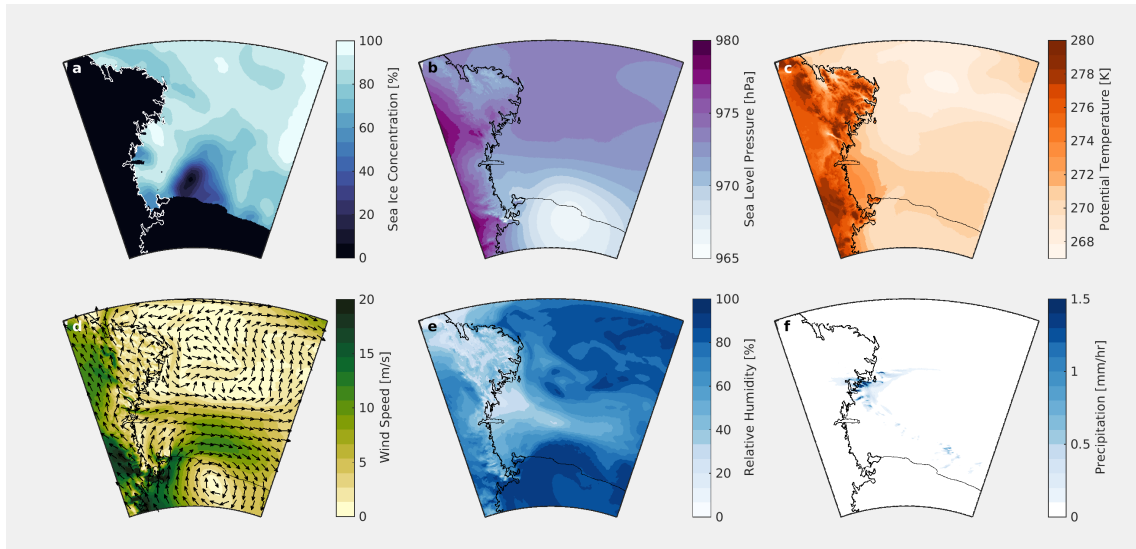 a
100
80
60
40
20
0
Sea Ice Concentration [%]
b
980
975
970
965
Sea Level Pressure [hPa]
c
280
278
276
274
272
270
268
Potential Temperature [K]
d
20
15
10
5
0
Wind Speed [m/s]
e
100
80
60
40
20
0
Relative Humidity [%]
f
1.5
1
0.5
0
Precipitation [mm/hr]